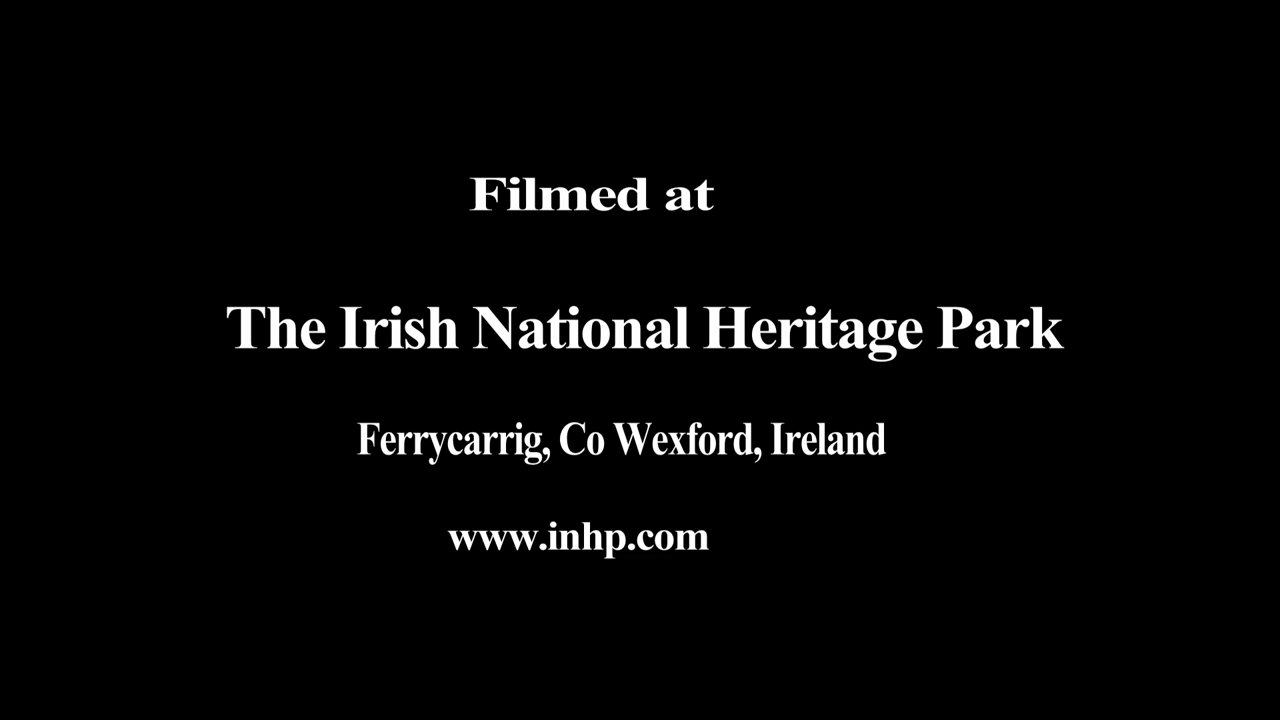 Filmed at
The Irish National Heritage Park
Ferrycarrig, Co Wexford, Ireland
www.inhp.com